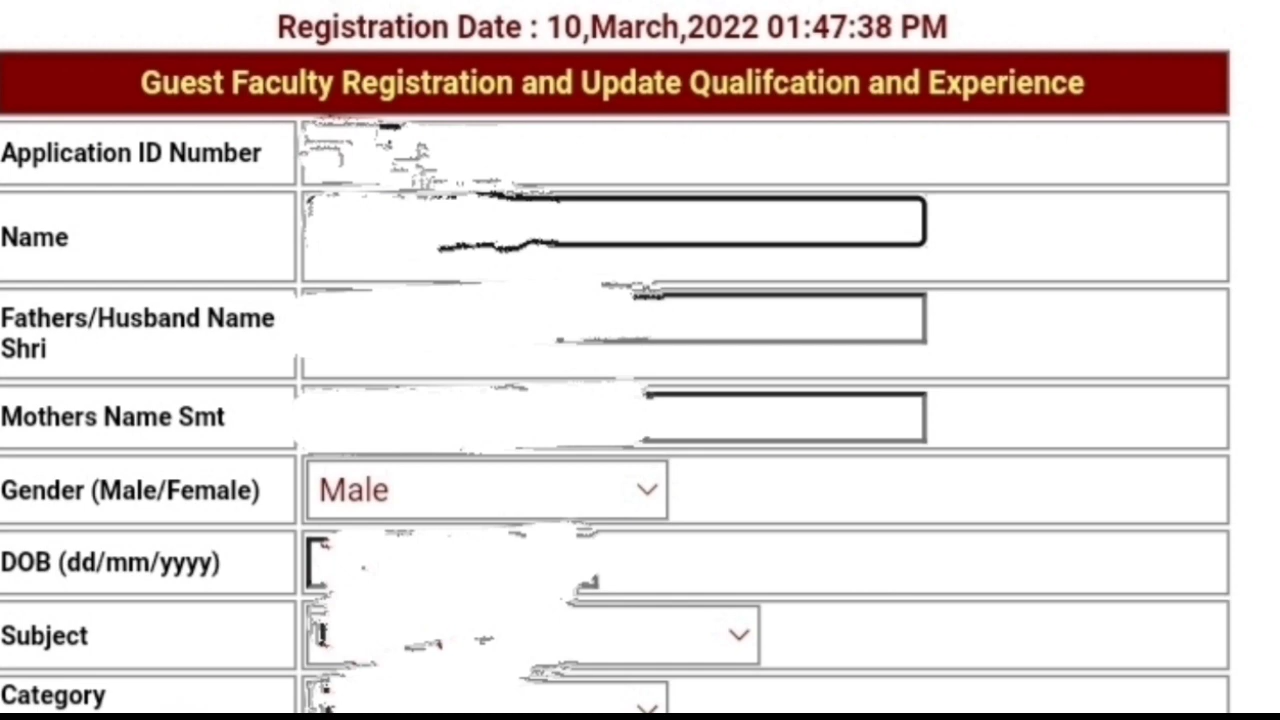 Registration Date : 10,March,2022 01:47:38 PM
Guest Faculty Registration and Update Qualifcation and Experience
Application ID Number
Name
Fathers/Husband Name
Shri
Mothers Name Smt
Gender (Male/Female)
Male
DOB (dd/mm/yyyy)
Subject
Category